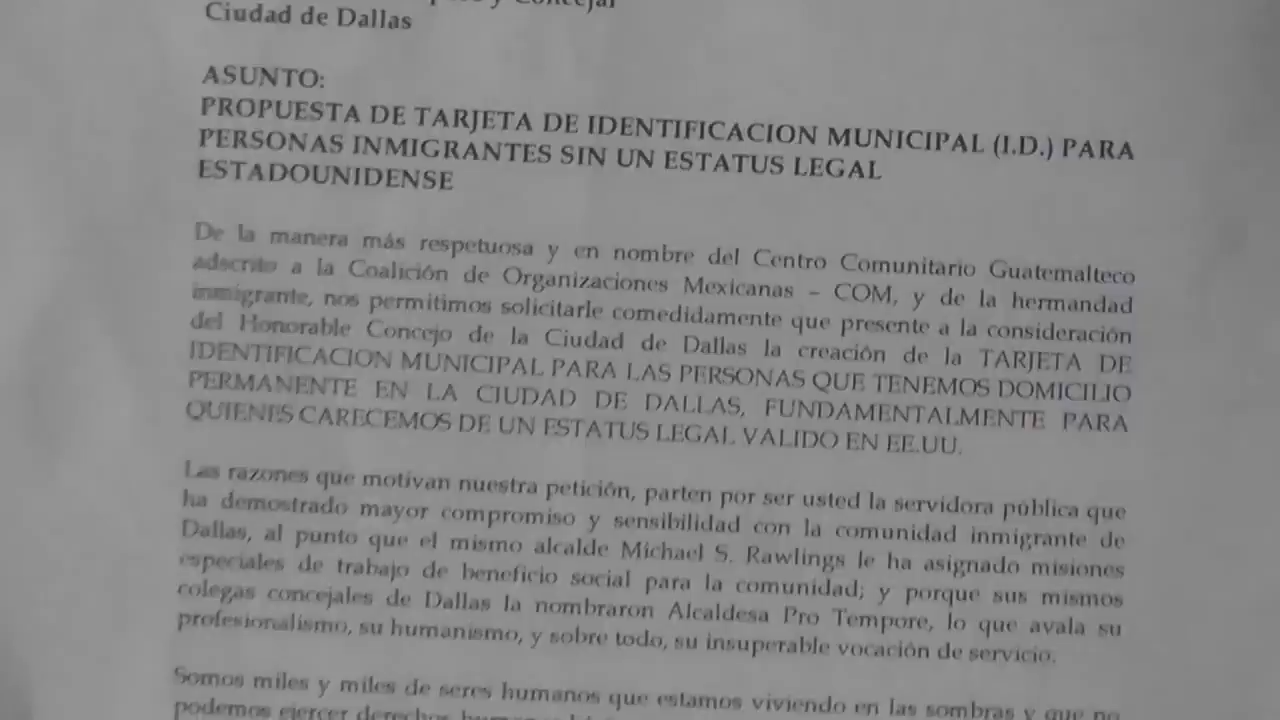 y Concejal
Ciudad de Dallas
ASUNTO:
PROPUESTA DE TARJETA DE IDENTIFICACION MUNICIPAL (I.D.) PARA
PERSONAS INMIGRANTES SIN UN ESTATUS LEGAL
ESTADOUNIDENSE
De la manera más respetuosa y en nombre del Centro Comunitario Guatemalteco
adscrito a la Coalición de Organizaciones Mexicanas – COM, y de la hermandad
inmigrante, nos permitimos solicitarle comedidamente que presente a la consideración
del Honorable Concejo de la Ciudad de Dallas la creación de la TARJETA DE
IDENTIFICACION MUNICIPAL PARA LAS PERSONAS QUE TENEMOS DOMICILIO
PERMANENTE EN LA CIUDAD DE DALLAS, FUNDAMENTALMENTE PARA
QUIENES CARECEMOS DE UN ESTATUS LEGAL VALIDO EN EE.UU.
Las razones que motivan nuestra petición, parten por ser usted la servidora pública que
ha demostrado mayor compromiso y sensibilidad con la comunidad inmigrante de
Dallas, al punto que el mismo alcalde Michael S. Rawlings le ha asignado misiones
especiales de trabajo de beneficio social para la comunidad; y porque sus mismos
colegas concejales de Dallas la nombraron Alcaldesa Pro Tempore, lo que avala su
profesionalismo, su humanismo, y sobre todo, su insuperable vocación de servicio.
Somos miles y miles de seres humanos que estamos viviendo en las sombras y que no
podemos ejercer derechos